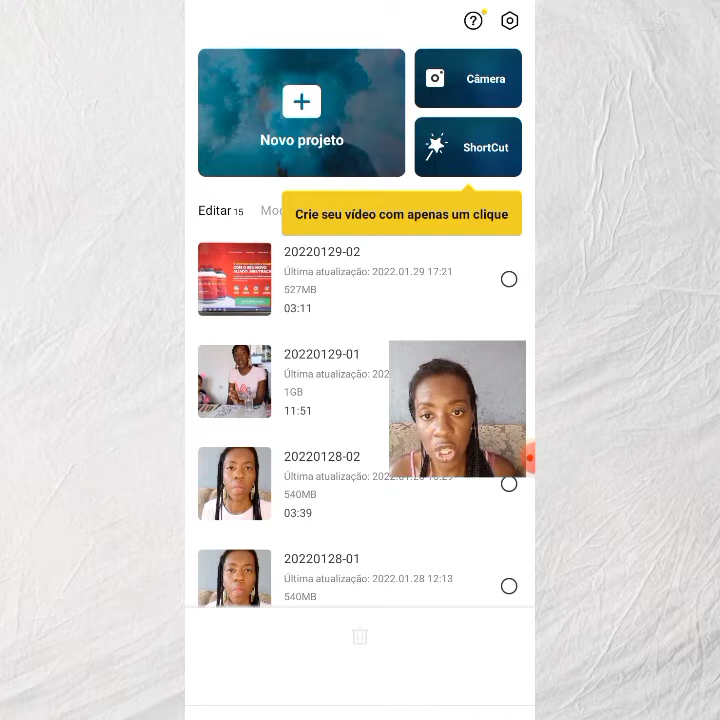 Câmera
Novo projeto
ShortCut
Editar 15
Crie seu vídeo com apenas um clique
20220129-02
Última atualização: 2022.01.29 17:21
527MB
03:11
20220129-01
Última atualização: 202
1GB
11:51
20220128-02
Última atualização: 2022.01.28
540MB
03:39
20220128-01
Última atualização: 2022.01.28 12:13
540MB